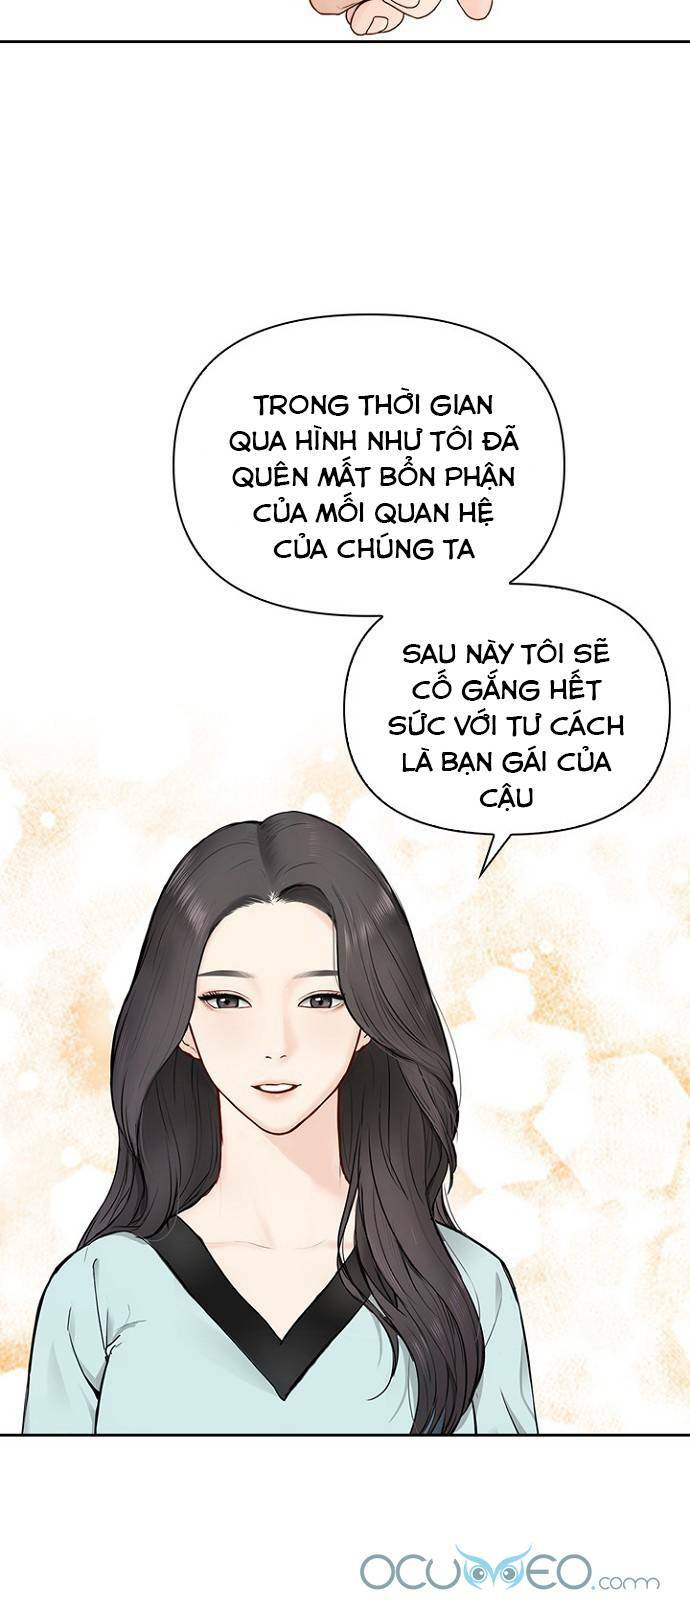 TRONG THỜI GIAN
QUA HÌNH NHƯ TÔI ĐÃ
QUÊN MẤT BỔN PHẬN
CỦA MỐI QUAN HỆ
CỦA CHÚNG TA
SAU NÀY TÔI SẼ
CỐ GẮNG HẾT
SỨC VỚI TƯ CÁCH
LÀ BẠN GÁI CỦA
CẬU
OCUMEO.com